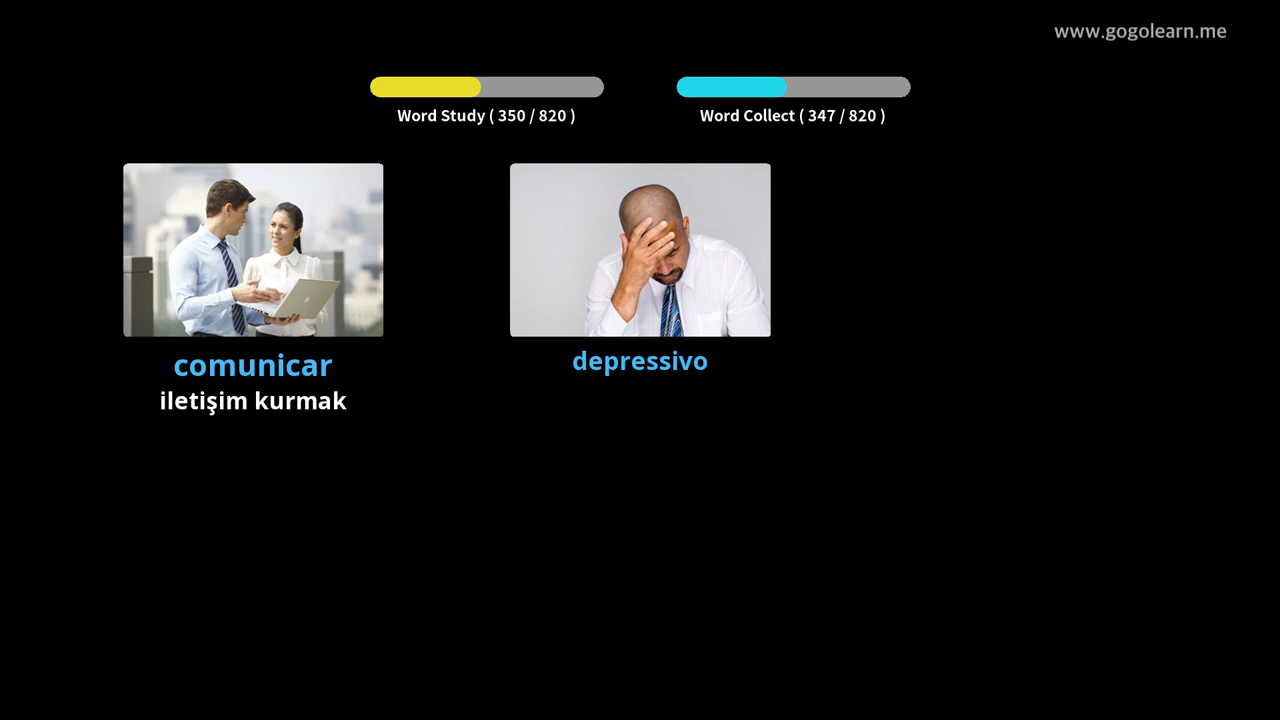 www.gogolearn.me
Word Study ( 350 / 820 )
Word Collect ( 347 / 820 )
comunicar
iletişim kurmak
depressivo